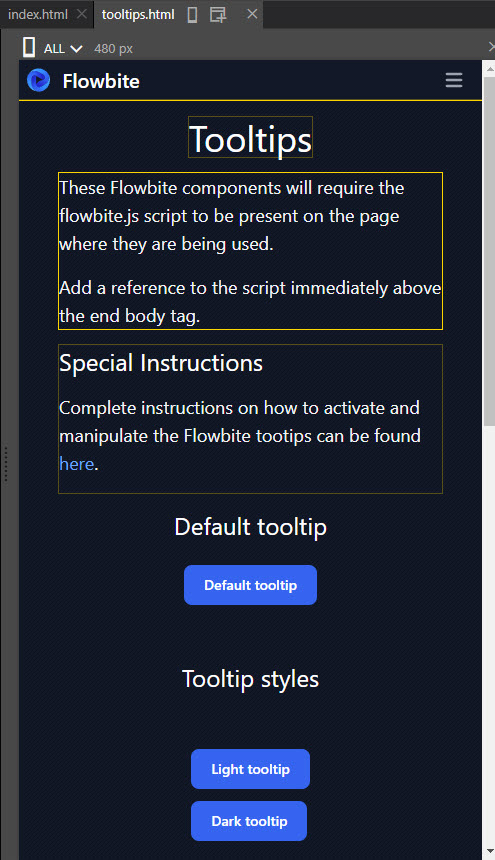 index.html
tooltips.html
ALL 480 px
Flowbite
Tooltips
These Flowbite components will require the
flowbite.js script to be present on the page
where they are being used.
Add a reference to the script immediately above
the end body tag.
Special Instructions
Complete instructions on how to activate and
manipulate the Flowbite tootips can be found
here.
Default tooltip
Default tooltip
Tooltip styles
Light tooltip
Dark tooltip